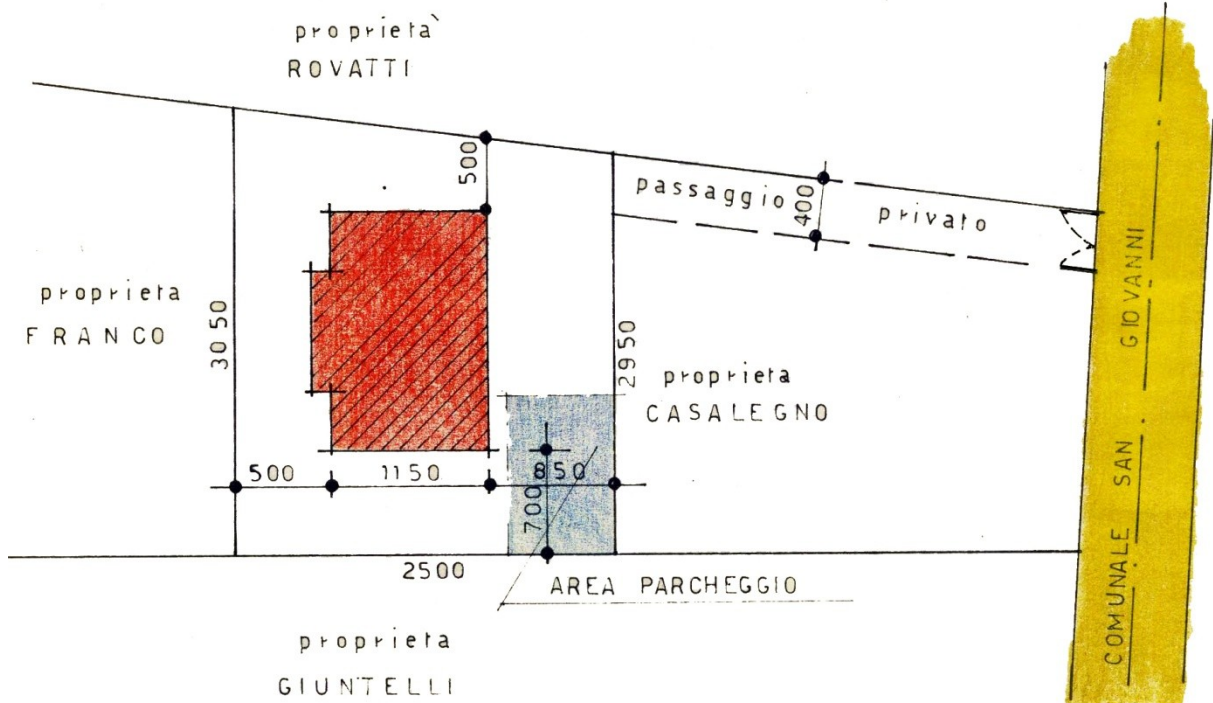 proprietà
ROVATTI
500
passaggio
400
privato
proprieta
FRANCO
3050
2950
proprieta
CASALEGNO
500
1150
850
700
2500
AREA PARCHEGGIO
proprieta
GIUNTELLI
COMUNALE SAN GIOVANNI